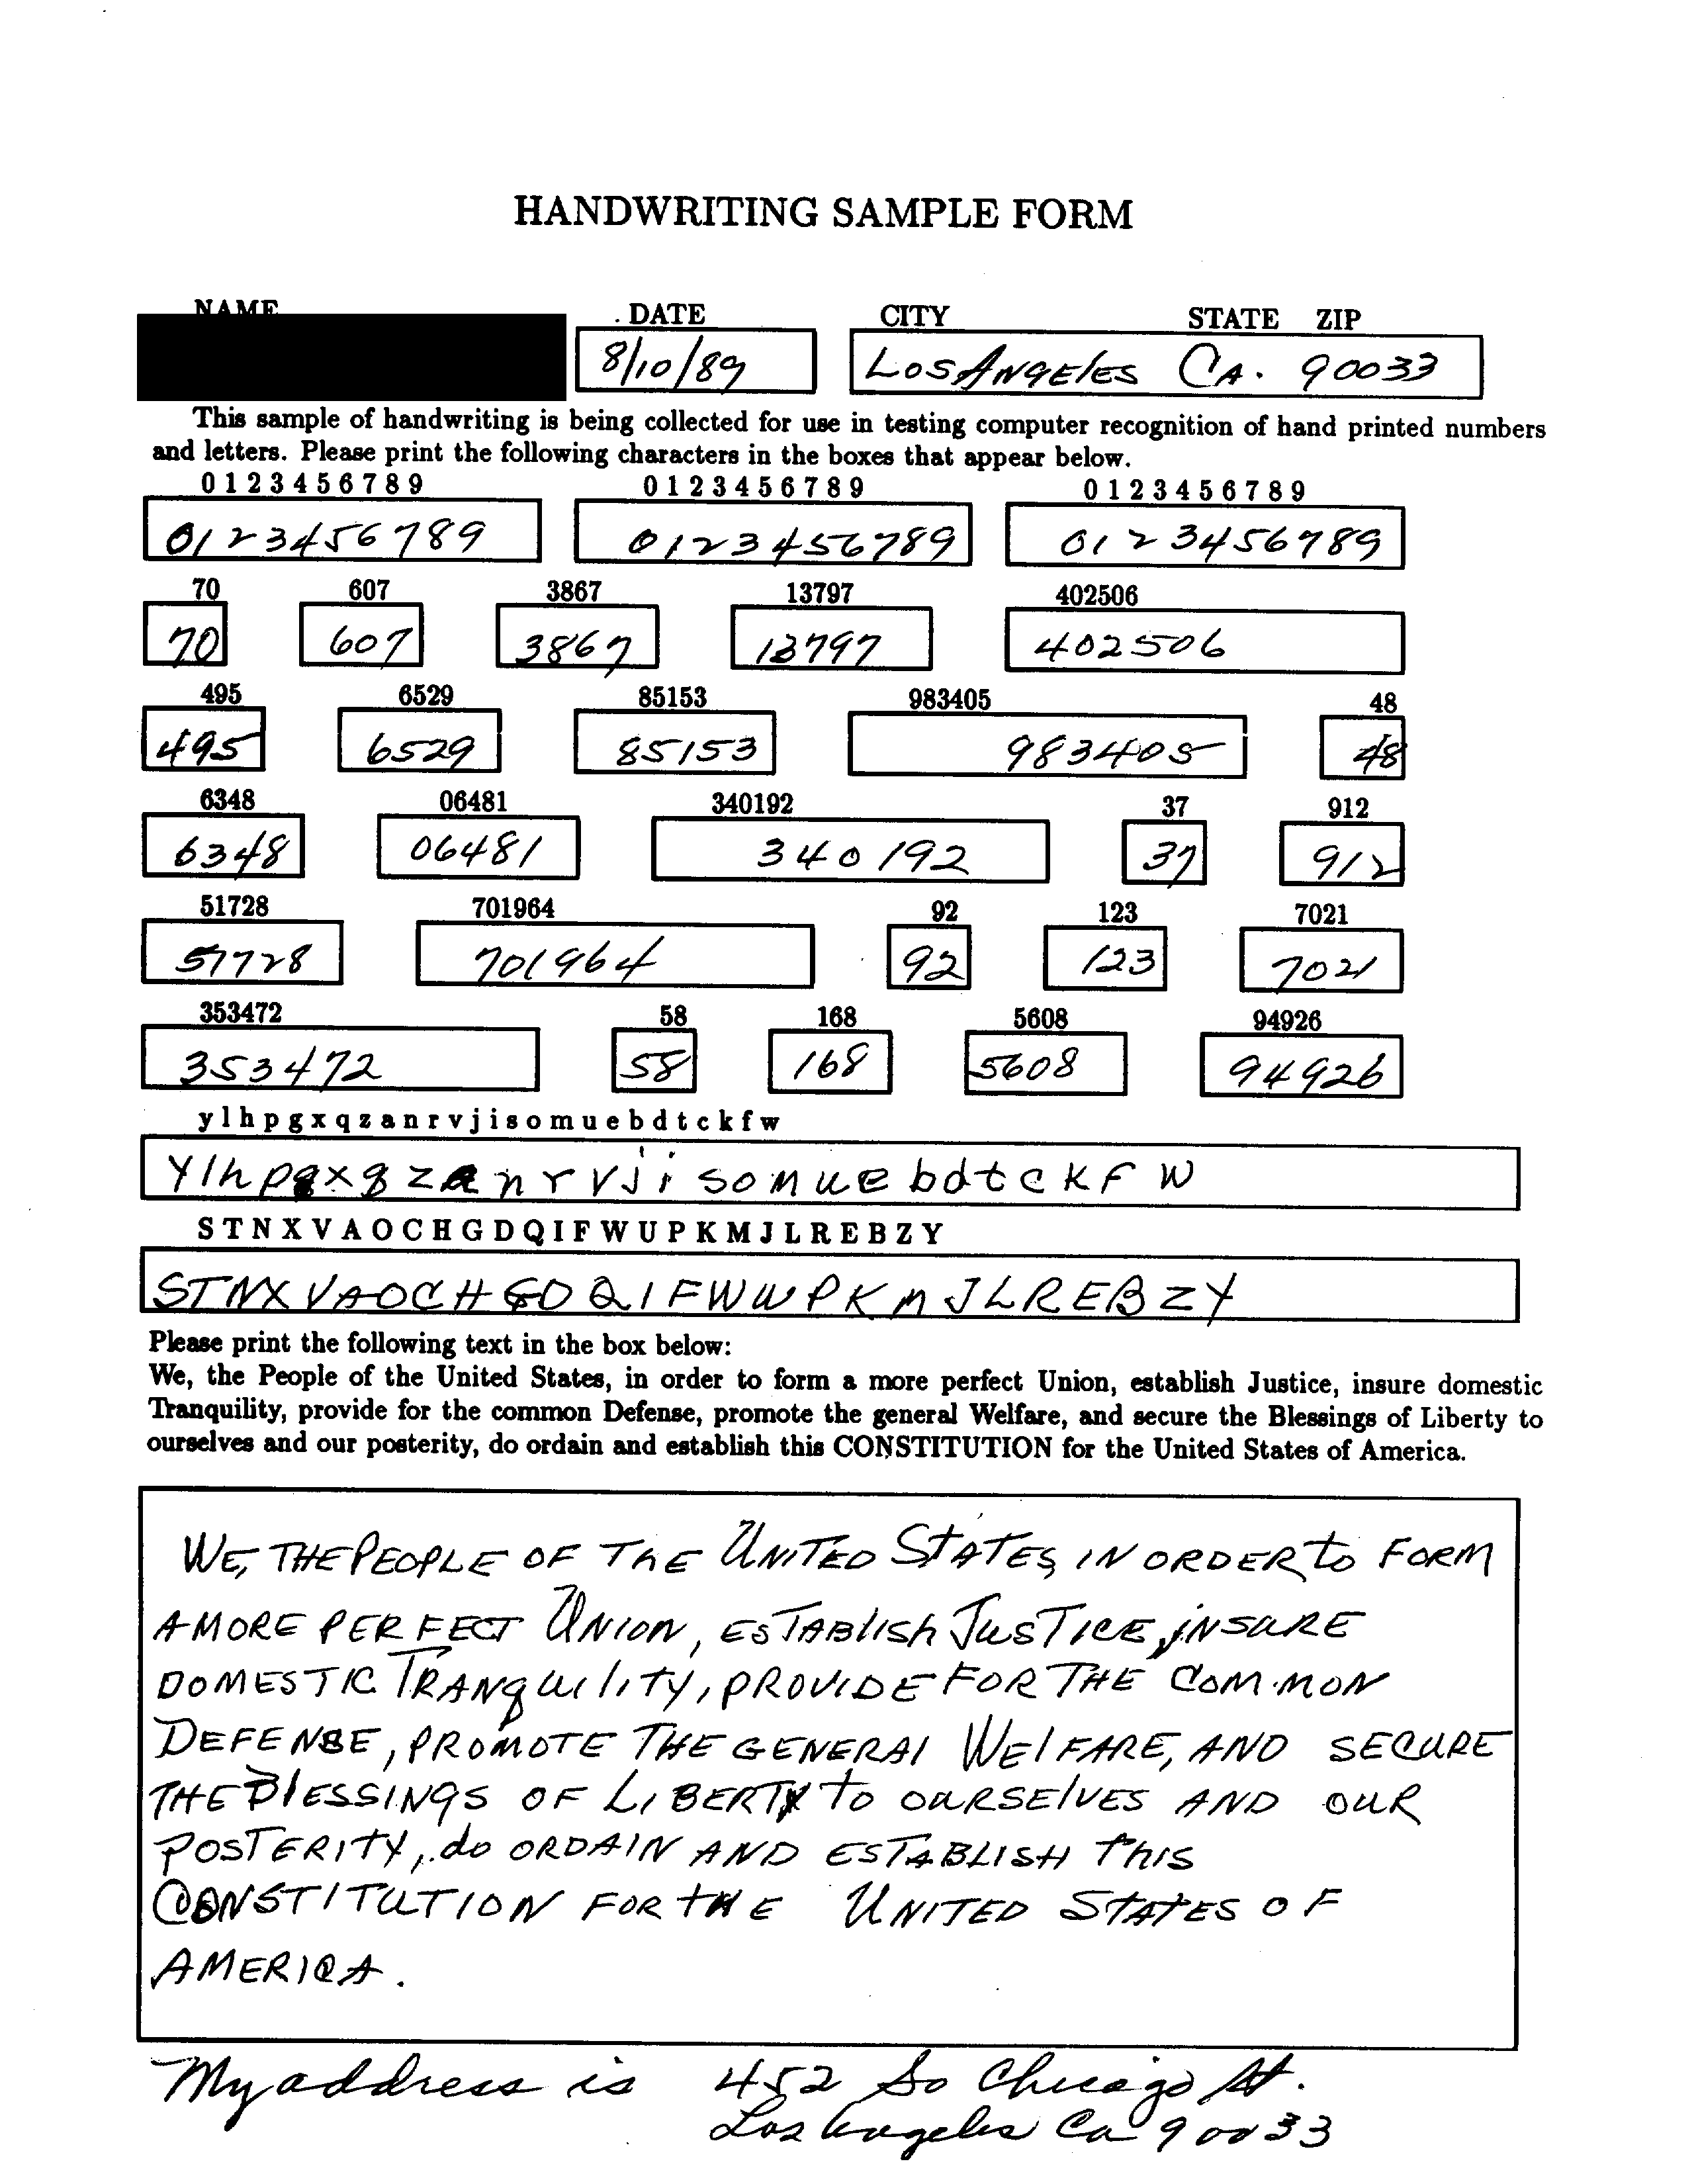 HANDWRITING SAMPLE FORM
NAME DATE CITY STATE ZIP
8/10/89 Los Angeles CA. 90033
This sample of handwriting is being collected for use in testing computer recognition of hand printed numbers
and letters. Please print the following characters in the boxes that appear below.
0 1 2 3 4 5 6 7 8 9 0 1 2 3 4 5 6 7 8 9 0 1 2 3 4 5 6 7 8 9
0123456789 0123456789 0123456789
70 607 3867 13797 402506
70 607 3867 13797 402506
495 6529 85153 983405 48
495 6529 85153 983405 48
6348 06481 340192 37 912
6348 06481 340192 37 912
51728 701964 92 123 7021
51728 701964 92 123 7021
353472 58 168 5608 94926
353472 58 168 5608 94926
y l h p g x q z a n r v j i s o m u e b d t c k f w
Y l h p g x q z a n r v j i s o m u e b d t c k F W
S T N X V A O C H G D Q I F W U P K M J L R E B Z Y
S T N X V A O C H G D Q I F W U P K M J L R E B Z Y
Please print the following text in the box below:
We, the People of the United States, in order to form a more perfect Union, establish Justice, insure domestic
Tranquility, provide for the common Defense, promote the general Welfare, and secure the Blessings of Liberty to
ourselves and our posterity, do ordain and establish this CONSTITUTION for the United States of America.
WE, THE PEOPLE OF ThE UNITED STATES, IN ORDER to FORM
A MORE PERFECT UNION, ESTABlISh JUSTICE, INSURE
DOMESTIC TRANqUIlITY, PROVIDE FOR THE COMMON
DEFENSE, PROMOTE THE GENERAl WElFARE, AND SECURE
THE BlESSINgS OF LIBERTY to OURSElVES AND OUR
POSTERITY, do ORDAIN AND ESTABLISH thIS
CONSTITUTION FOR tHE UNITED STATES OF
AMERICA.
My address is 452 So Chicago St.
Los Angeles Ca 90033